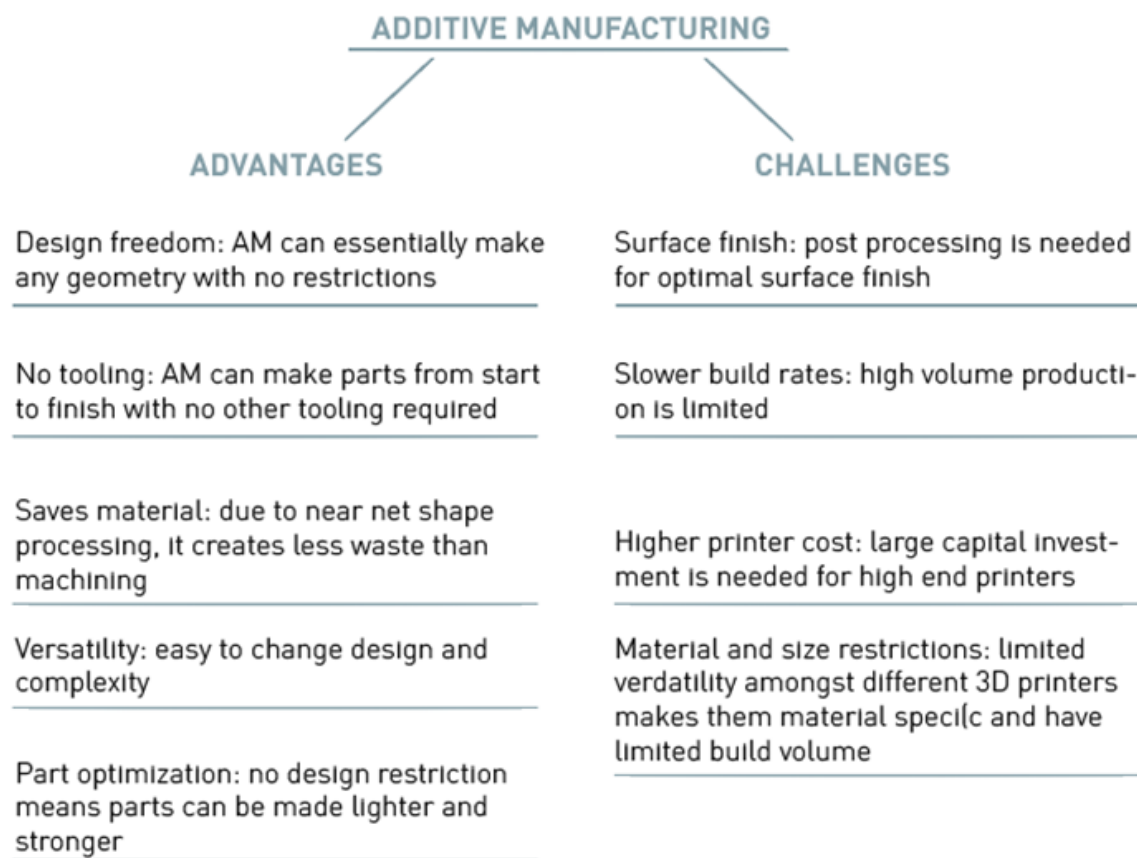 ADDITIVE MANUFACTURING
ADVANTAGES
Design freedom: AM can essentially make
any geometry with no restrictions
No tooling: AM can make parts from start
to finish with no other tooling required
Saves material: due to near net shape
processing, it creates less waste than
machining
Versatility: easy to change design and
complexity
Part optimization: no design restriction
means parts can be made lighter and
stronger
CHALLENGES
Surface finish: post processing is needed
for optimal surface finish
Slower build rates: high volume producti-
on is limited
Higher printer cost: large capital invest-
ment is needed for high end printers
Material and size restrictions: limited
verdatility amongst different 3D printers
makes them material speci(c and have
limited build volume